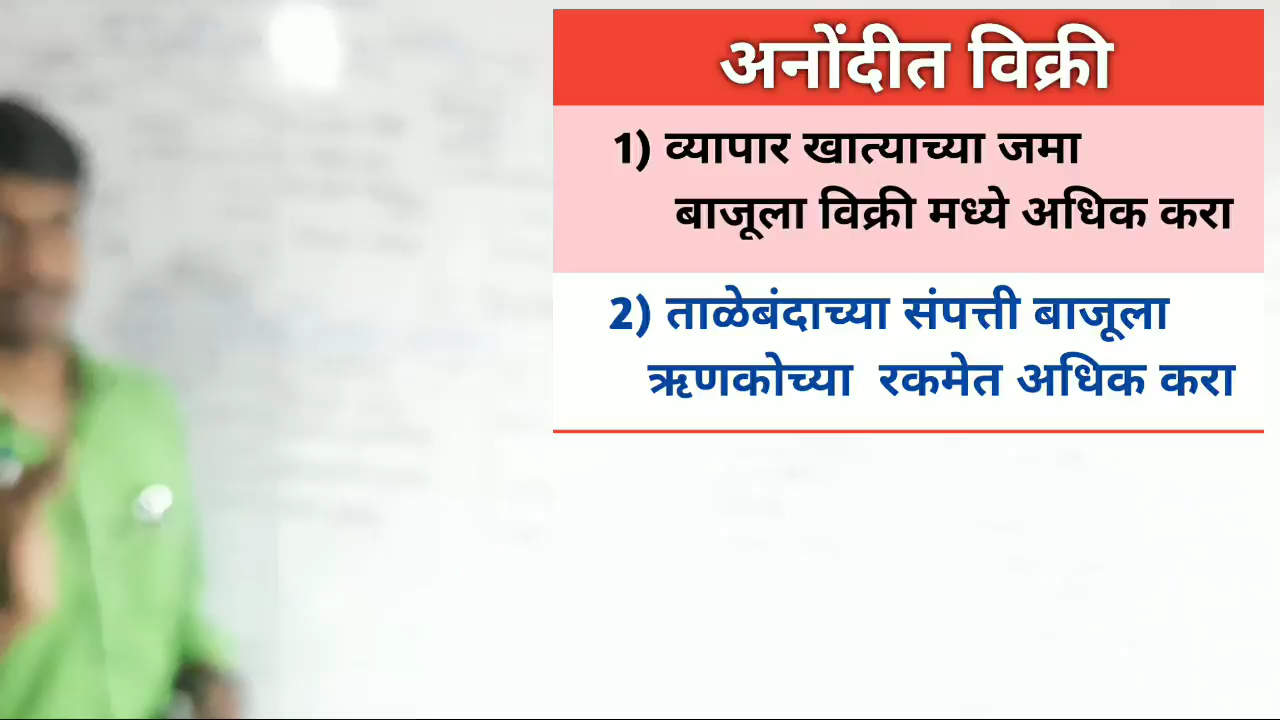 अनोंदीत विक्री
1) व्यापार खात्याच्या जमा
बाजूला विक्री मध्ये अधिक करा
2) ताळेबंदाच्या संपत्ती बाजूला
ऋणकोच्या रकमेत अधिक करा